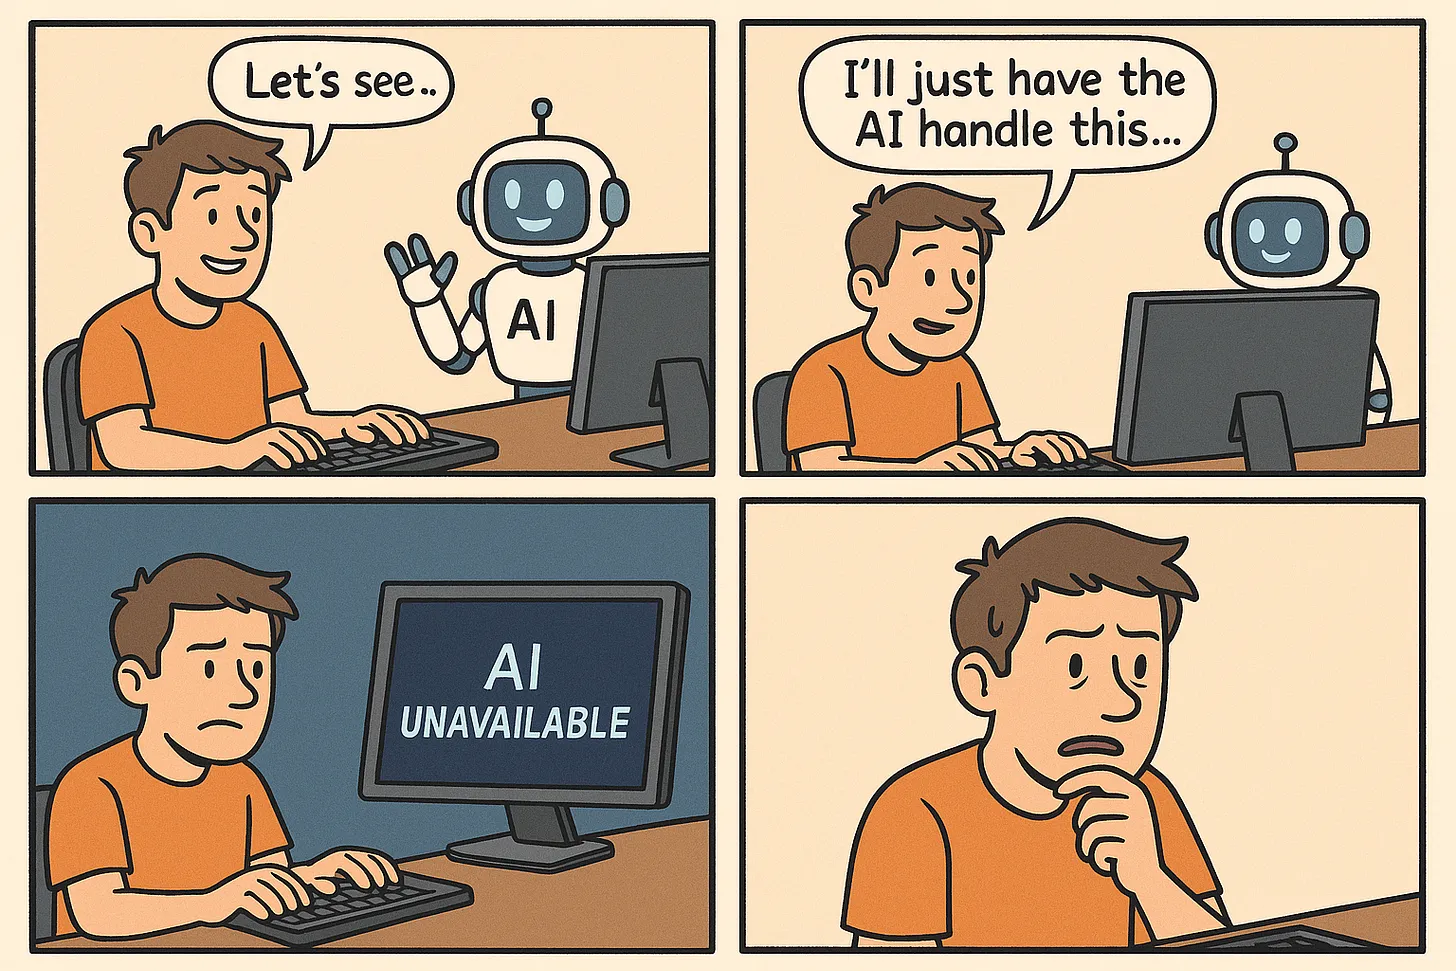 Let's see..
AI
I'll just have the
AI handle this...
AI
UNAVAILABLE